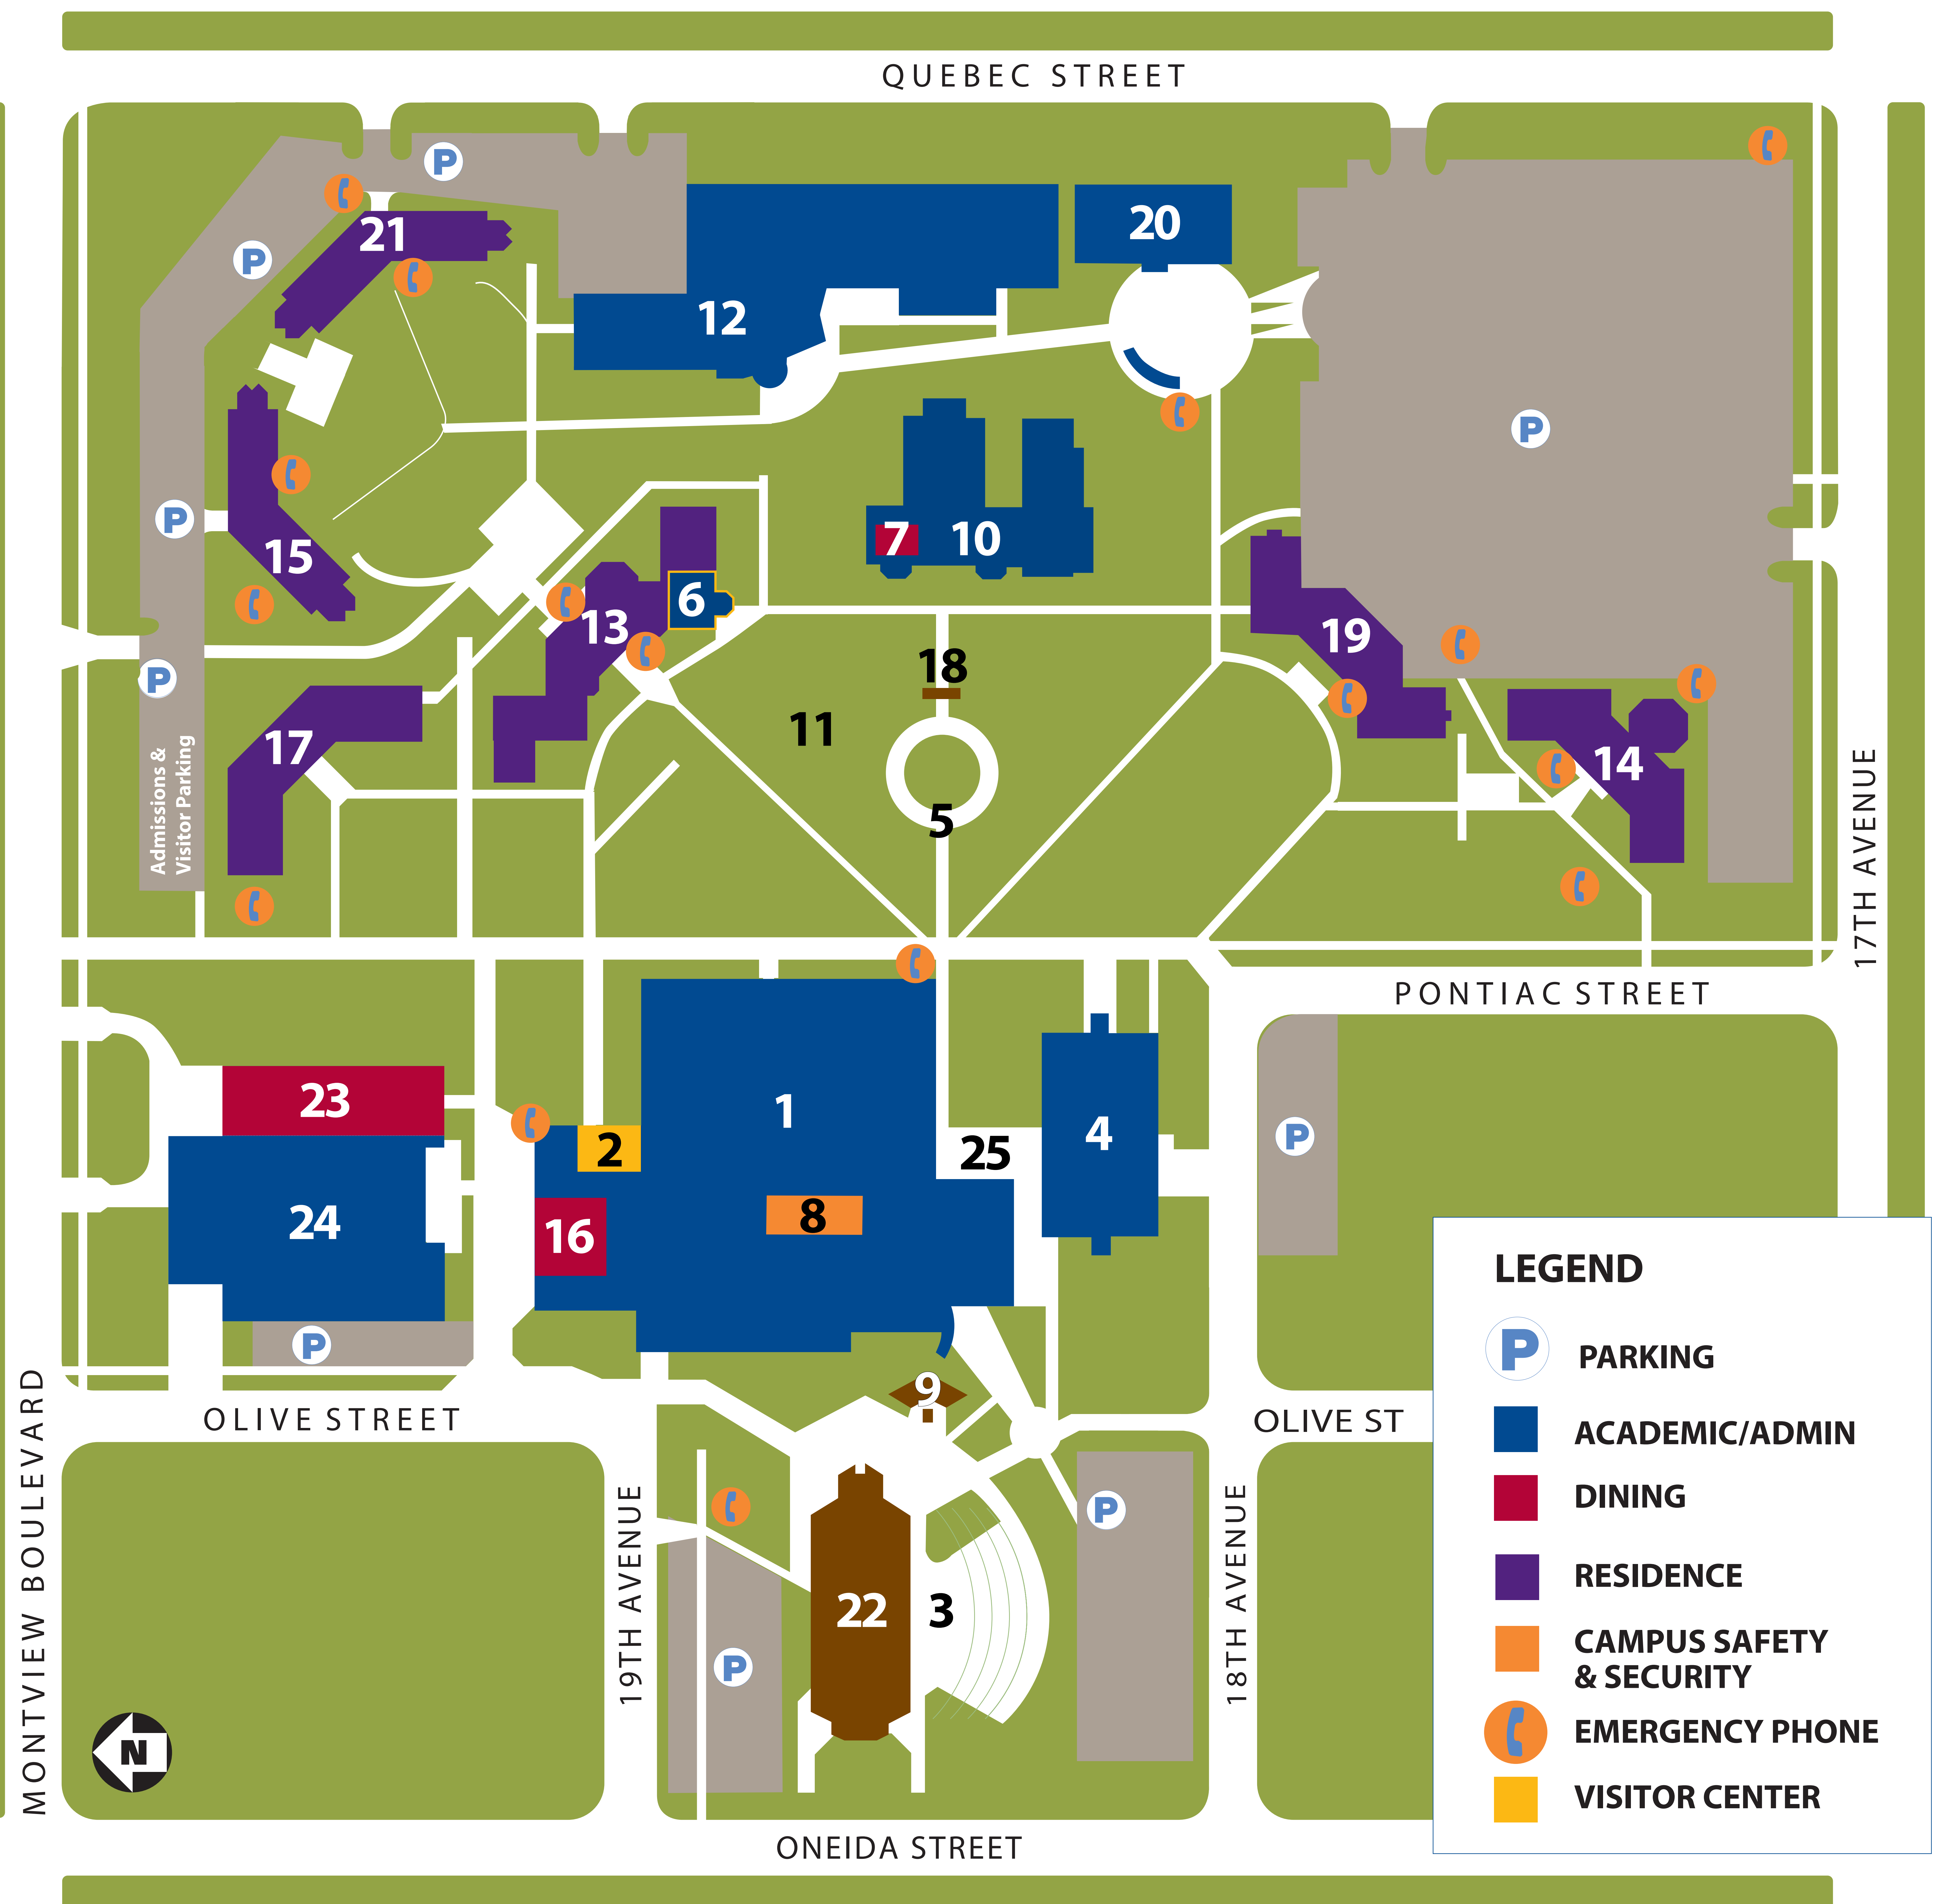 QUEBEC STREET
P
21
P
20
12
P
P
15
7
10
6
13
19
18
11
17
14
5
P
P
Admissions &
Visitor Parking
17TH AVENUE
PONTIAC STREET
23
1
4
2
25
P
24
16
8
P
9
OLIVE STREET
OLIVE ST
MONTVIEW BOULEVARD
19TH AVENUE
18TH AVENUE
P
22
3
P
N
ONEIDA STREET
LEGEND
P PARKING
ACADEMIC/ADMIN
DINING
RESIDENCE
CAMPUS SAFETY
& SECURITY
EMERGENCY PHONE
VISITOR CENTER